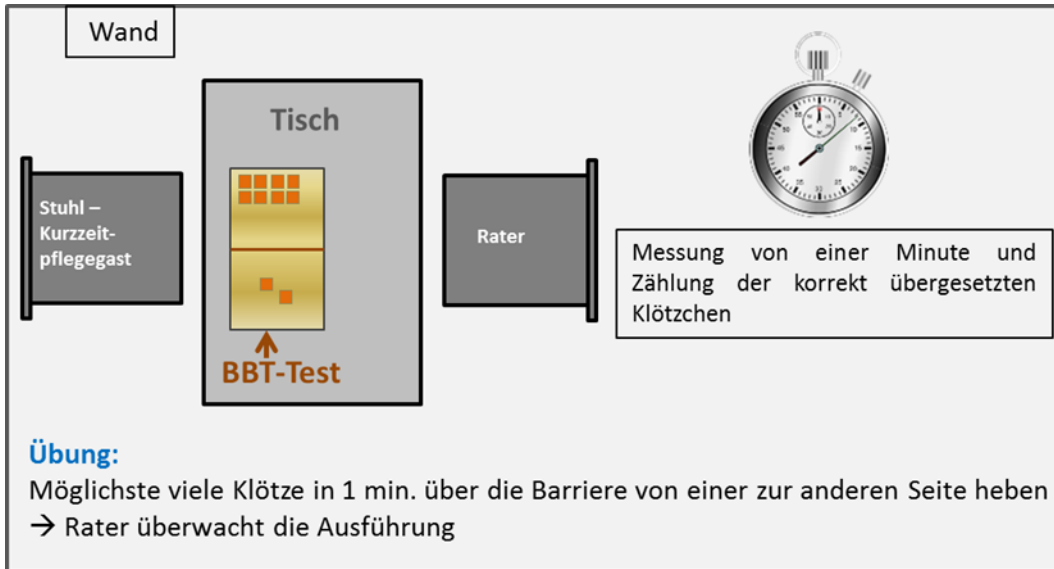 Wand
Tisch
Stuhl –
Kurzzeit-
pflegegast
Rater
BBT-Test
Messung von einer Minute und
Zählung der korrekt übergesetzten
Klötzchen
Übung:
Möglichste viele Klötze in 1 min. über die Barriere von einer zur anderen Seite heben
→ Rater überwacht die Ausführung